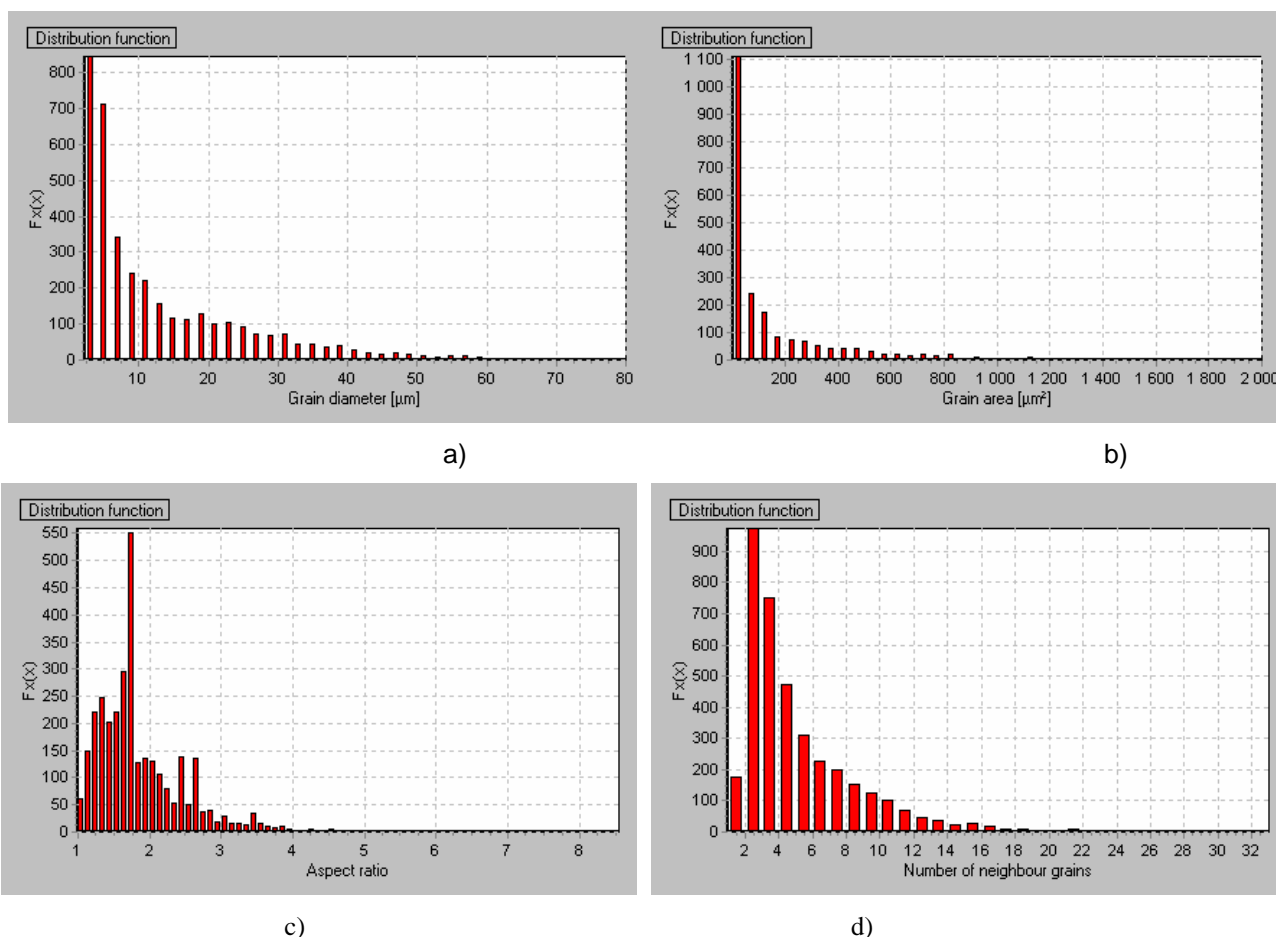 Distribution function
800
700
600
500
400
300
200
100
0
Fx(x)
10 20 30 40 50 60 70 80
Grain diameter [µm]
a)
Distribution function
1 100
1 000
900
800
700
600
500
400
300
200
100
0
Fx(x)
200 400 600 800 1 000 1 200 1 400 1 600 1 800 2 000
Grain area [µm²]
b)
Distribution function
550
500
450
400
350
300
250
200
150
100
50
0
Fx(x)
1 2 3 4 5 6 7 8
Aspect ratio
c)
Distribution function
900
800
700
600
500
400
300
200
100
0
Fx(x)
2 4 6 8 10 12 14 16 18 20 22 24 26 28 30 32
Number of neighbour grains
d)